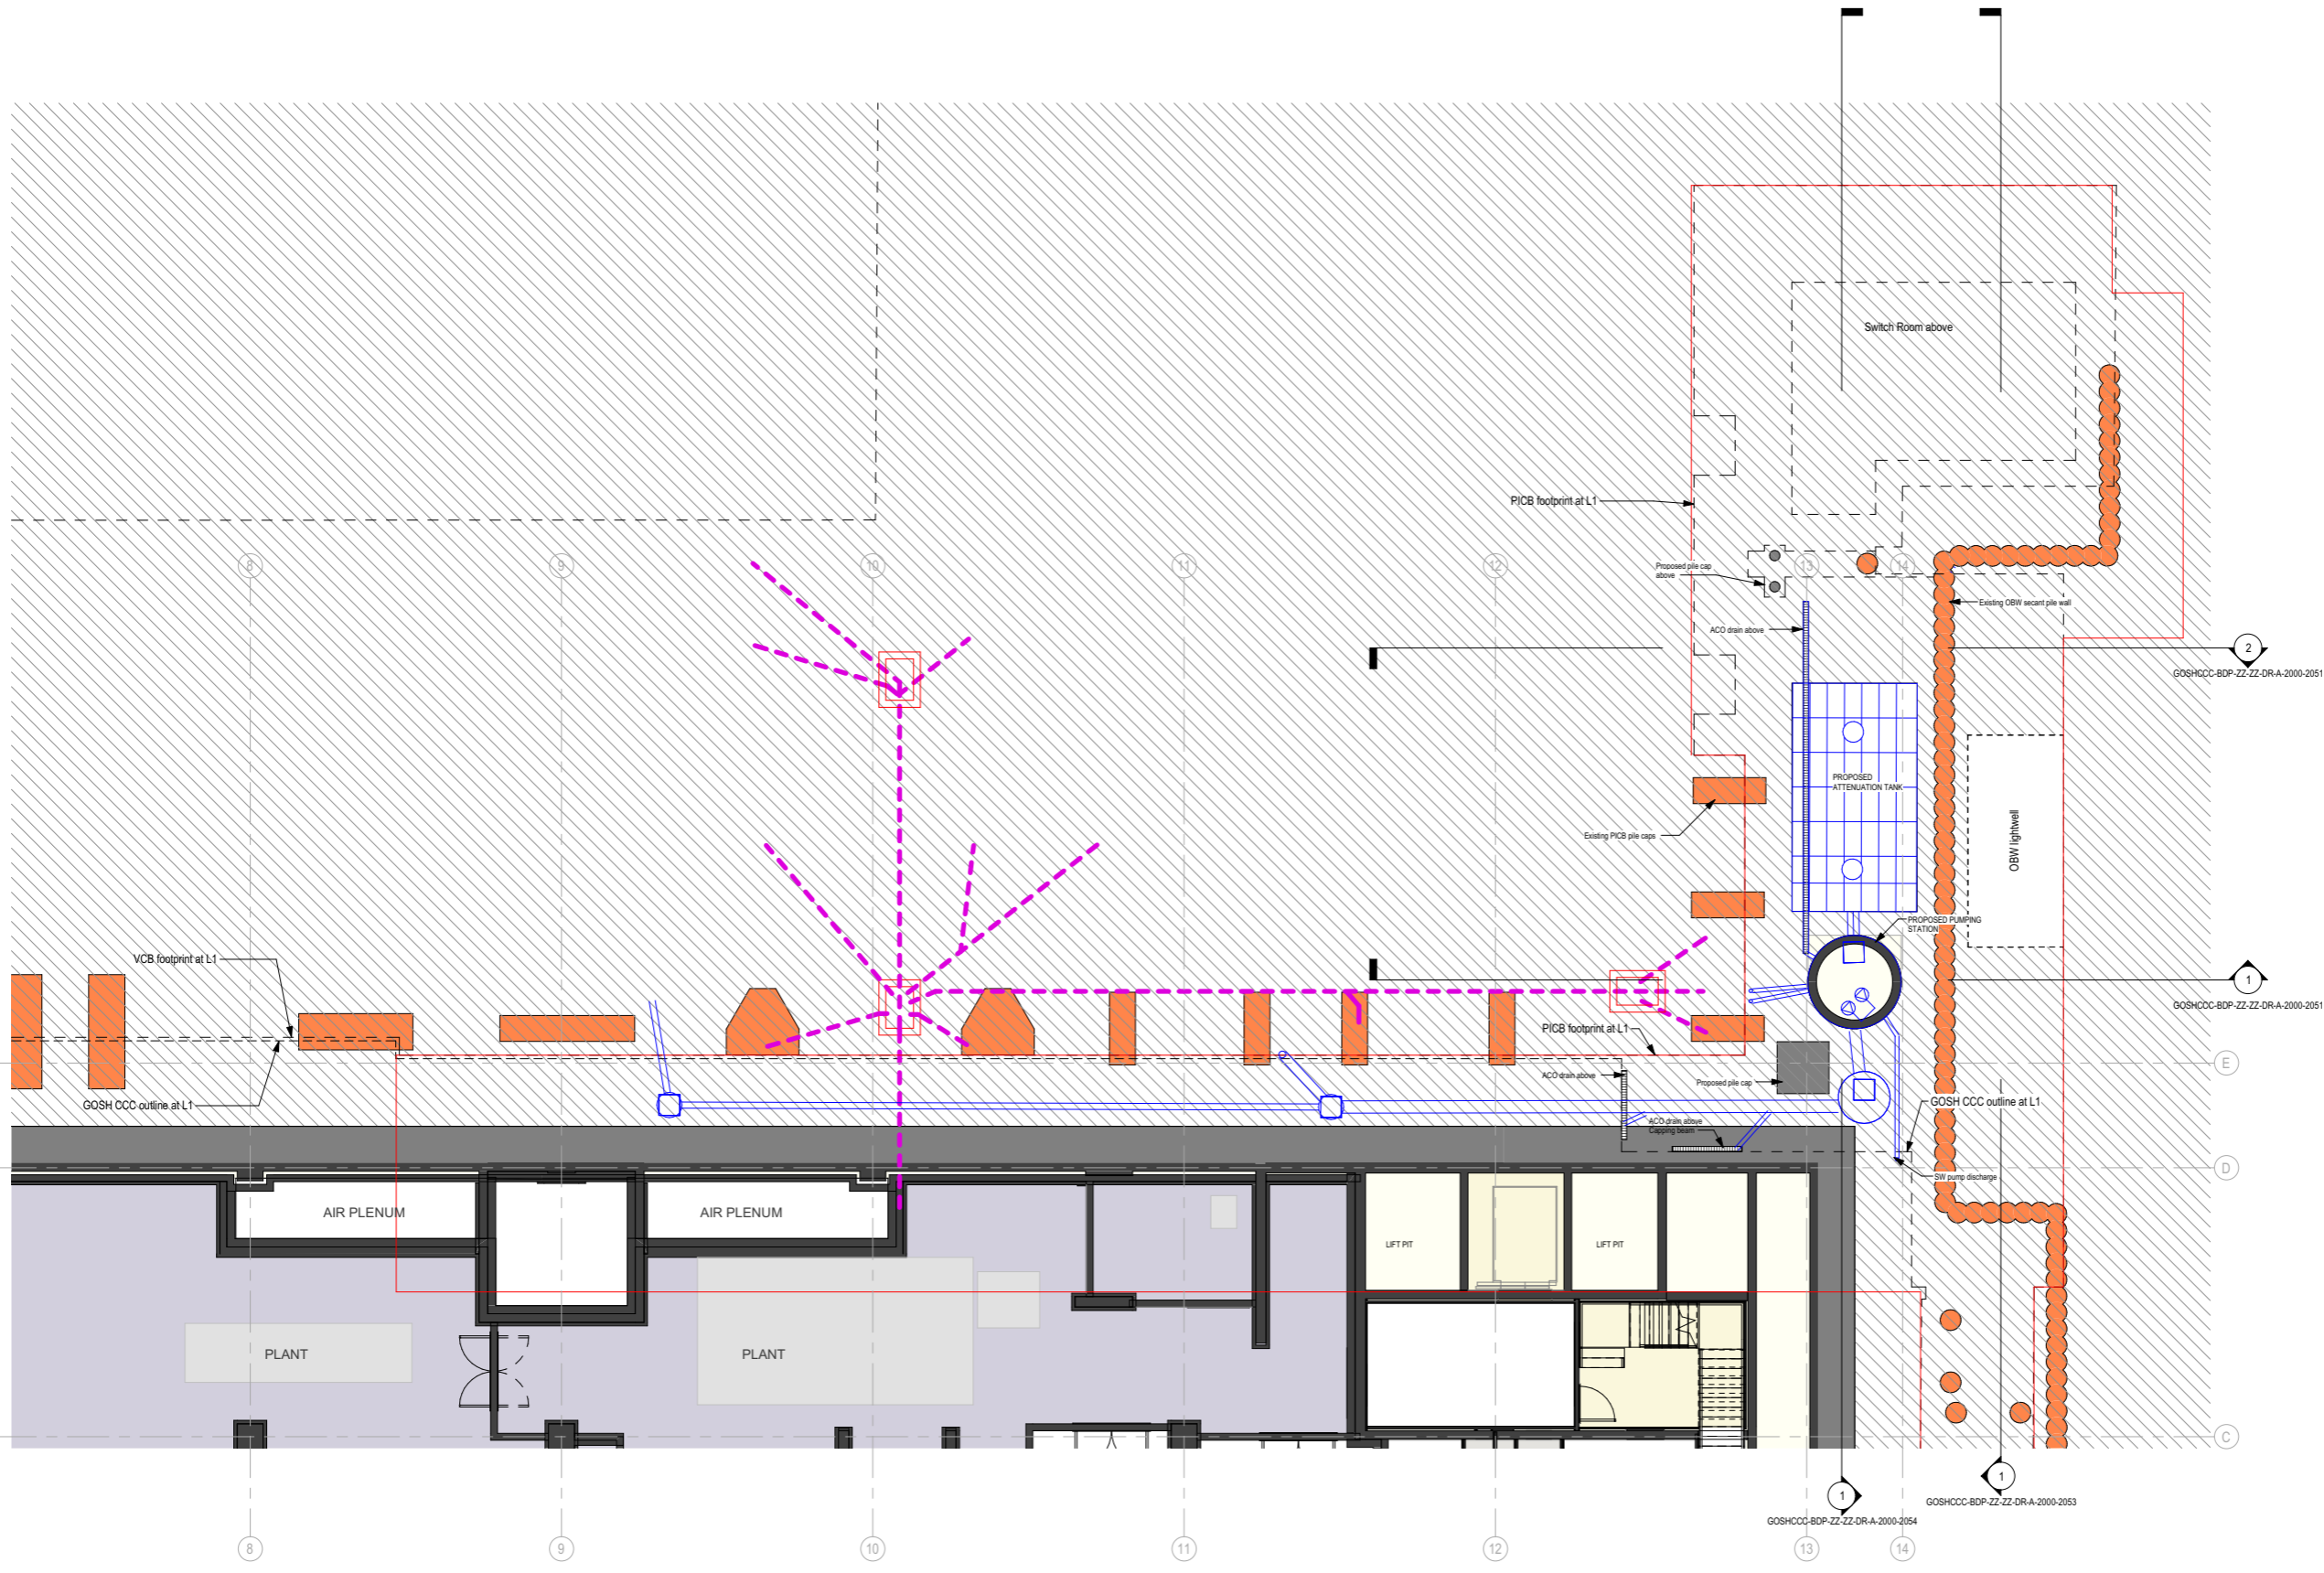 Switch Room above
PICB footprint at L1
8
9
10
11
12
13
14
Proposed pile cap
above
Existing OBW secant pile wall
ACO drain above
2
GOSHCCC-BDP-ZZ-ZZ-DR-A-2000-2051
PROPOSED
ATTENUATION TANK
Existing PICB pile caps
OBW lightwell
PROPOSED PUMPING
STATION
VCB footprint at L1
1
GOSHCCC-BDP-ZZ-ZZ-DR-A-2000-2051
PICB footprint at L1
E
ACO drain above
Proposed pile cap
GOSH CCC outline at L1
GOSH CCC outline at L1
ACO drain above
Capping beam
D
SW pump discharge
AIR PLENUM
AIR PLENUM
LIFT PIT
LIFT PIT
PLANT
PLANT
C
1
GOSHCCC-BDP-ZZ-ZZ-DR-A-2000-2053
1
GOSHCCC-BDP-ZZ-ZZ-DR-A-2000-2054
8
9
10
11
12
13
14